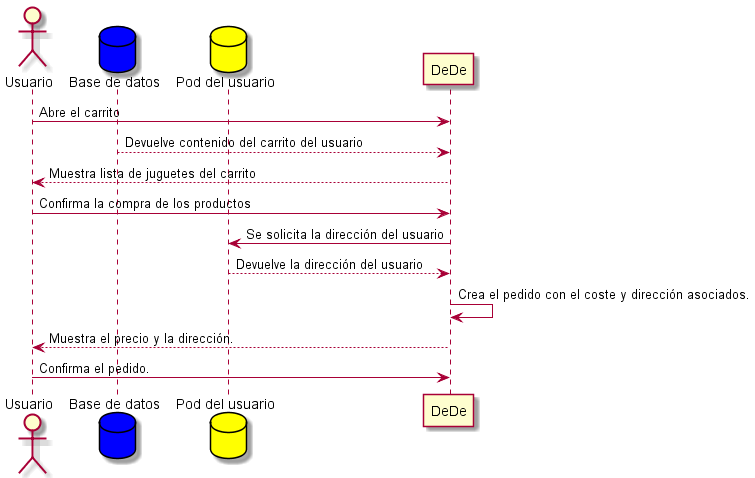 Usuario
Base de datos
Pod del usuario
DeDe
Abre el carrito
Devuelve contenido del carrito del usuario
Muestra lista de juguetes del carrito
Confirma la compra de los productos
Se solicita la dirección del usuario
Devuelve la dirección del usuario
Crea el pedido con el coste y dirección asociados.
Muestra el precio y la dirección.
Confirma el pedido.
Usuario
Base de datos
Pod del usuario
DeDe